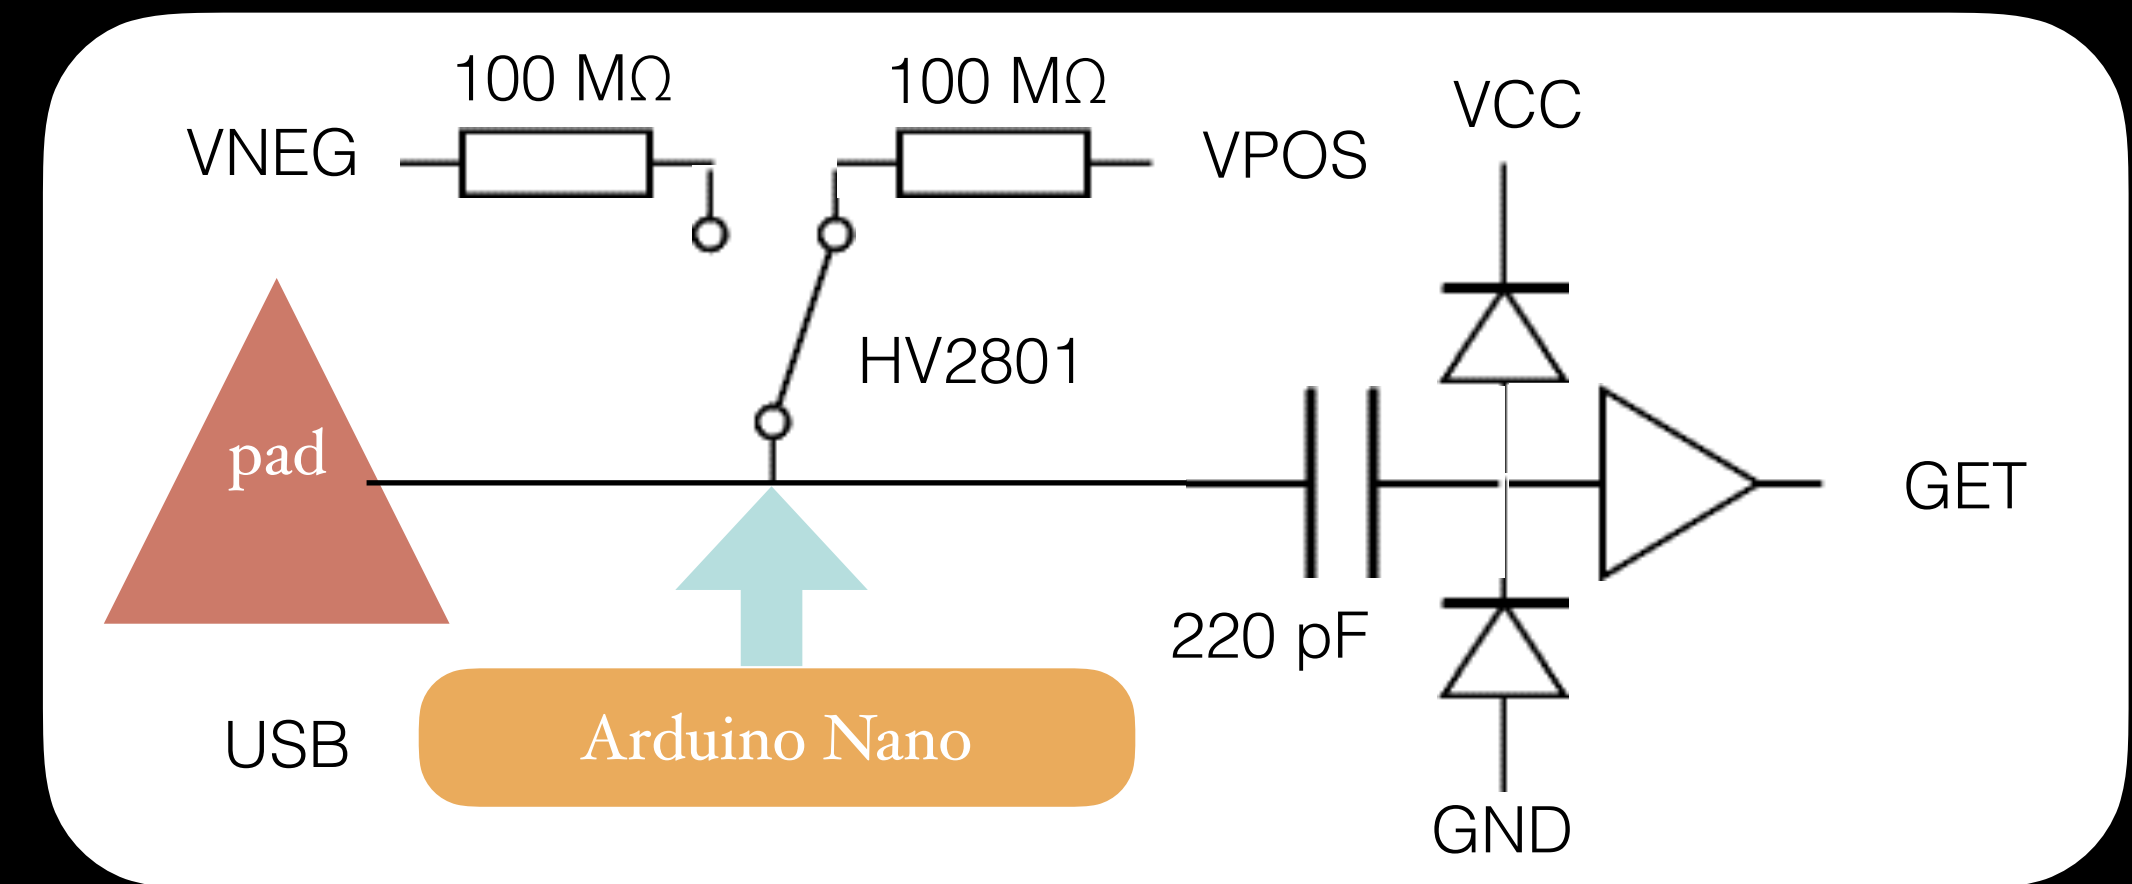 100 MΩ
100 MΩ
VCC
VNEG
VPOS
HV2801
pad
GET
220 pF
USB
Arduino Nano
GND